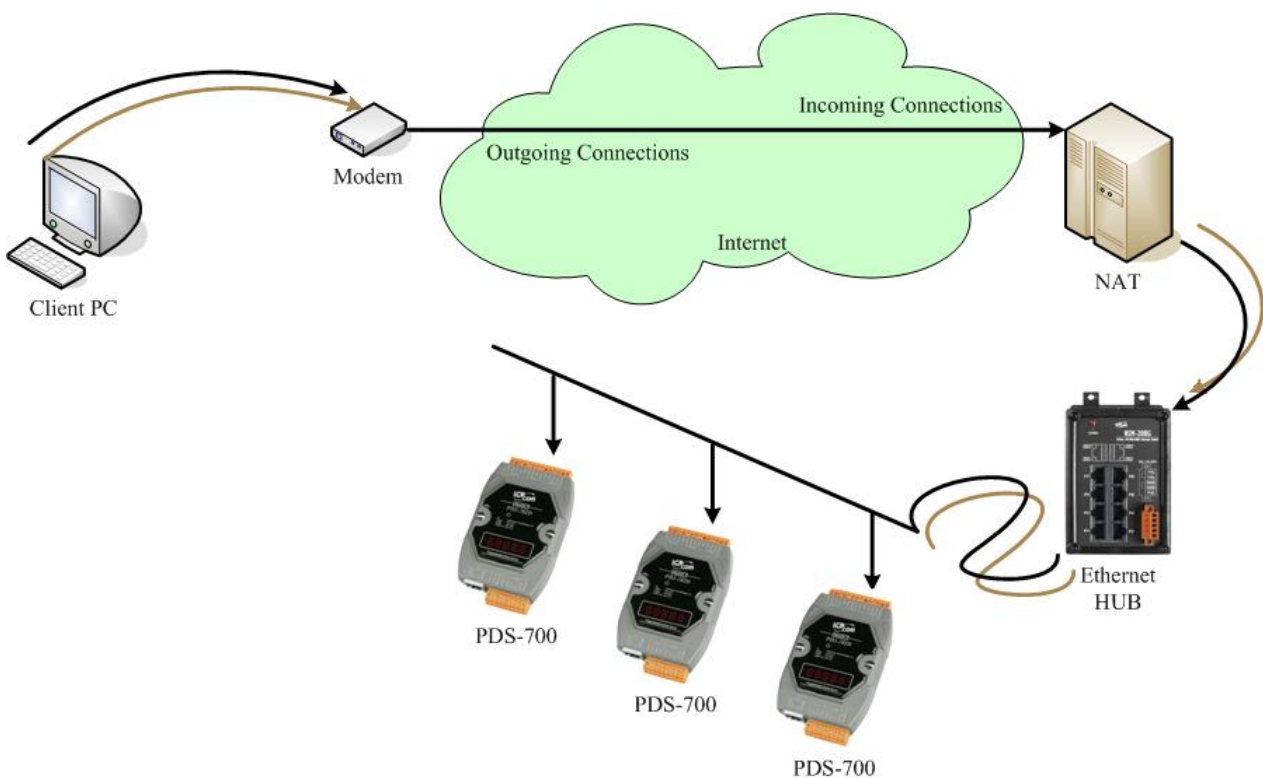 Incoming Connections
Outgoing Connections
Modem
Internet
Client PC
NAT
Ethernet
HUB
PDS-700
PDS-700
PDS-700